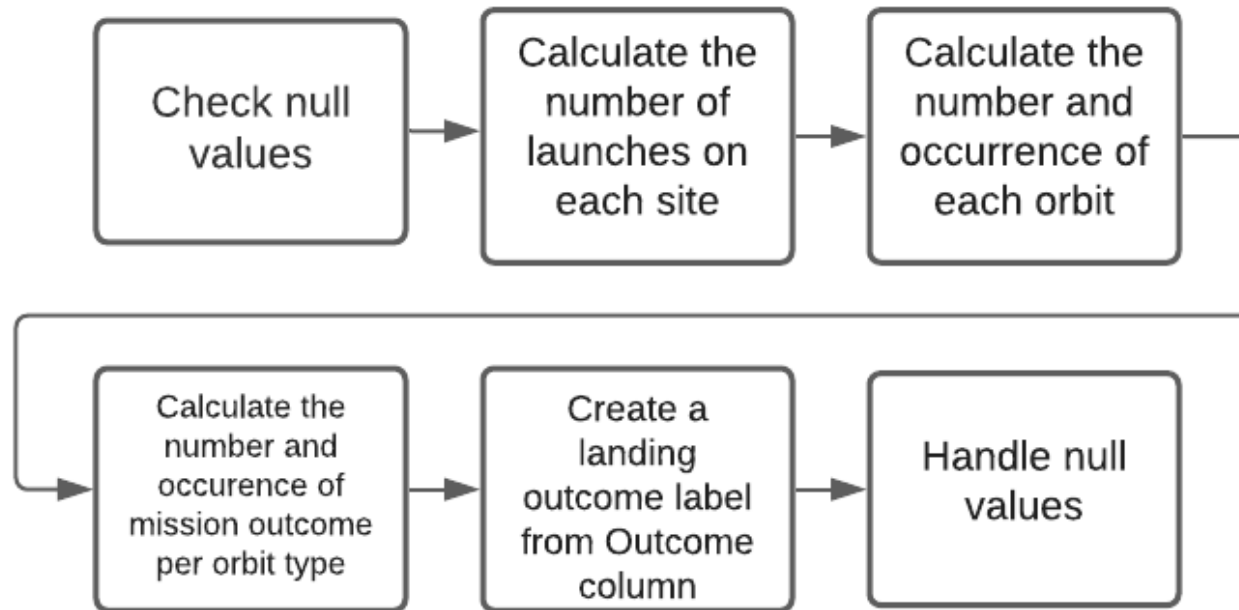 Check null
values
Calculate the
number of
launches on
each site
Calculate the
number and
occurrence of
each orbit
Calculate the
number and
occurence of
mission outcome
per orbit type
Create a
landing
outcome label
from Outcome
column
Handle null
values